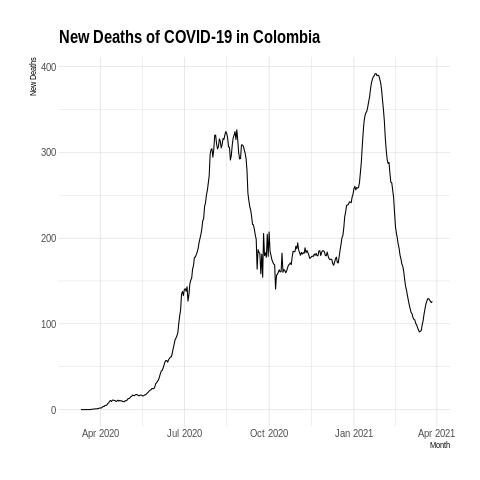 New Deaths of COVID-19 in Colombia
New Deaths
400
300
200
100
0
Apr 2020
Jul 2020
Oct 2020
Jan 2021
Apr 2021
Month